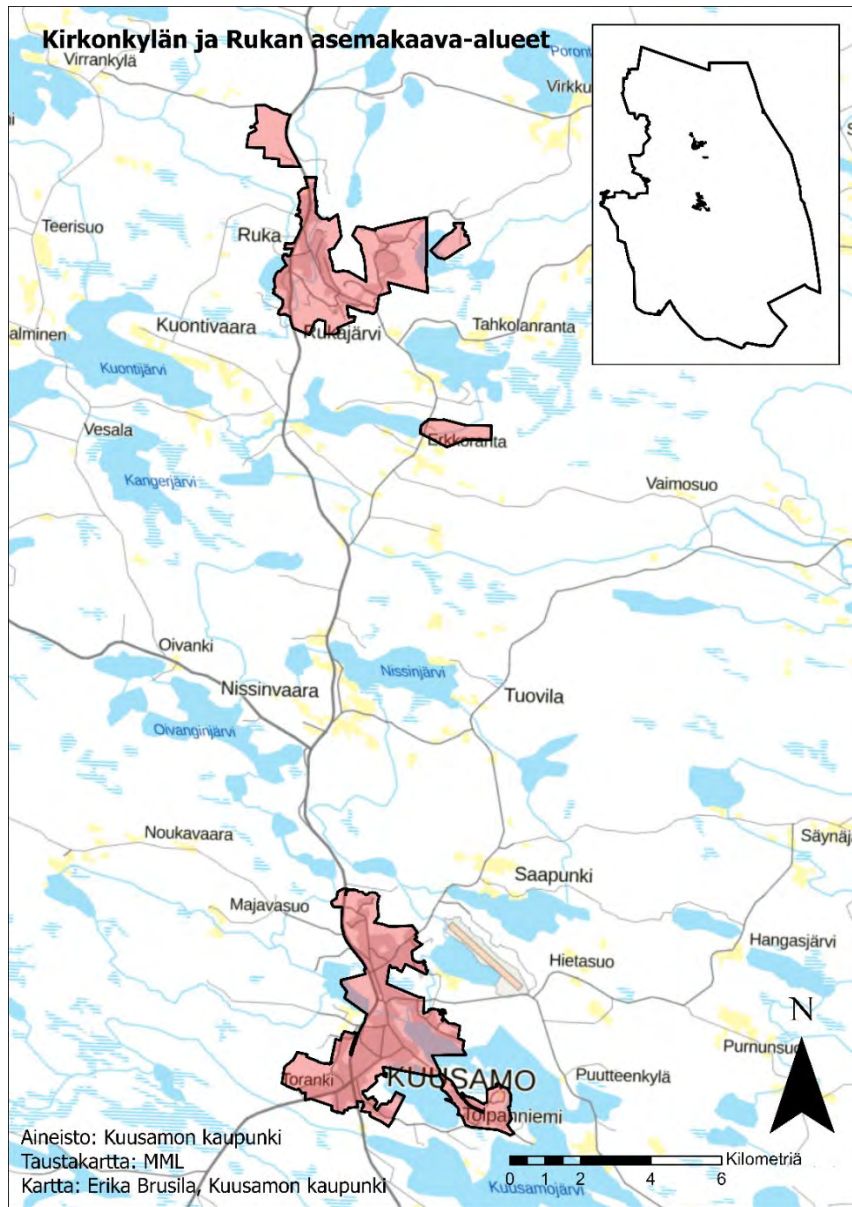 Kirkonkylän ja Rukan asemakaava-alueet
Virrankylä
Virkku
Teerisuo
Ruka
Kuontivaara
Rukajärvi
Tahkolanranta
Kuontijärvi
Vesala
Erkkoranta
Kangerjärvi
Vaimosuo
Oivanki
Nissinjärvi
Nissinvaara
Tuovila
Oivanginjärvi
Noukavaara
Saapunki
Majavasuo
Hangasjärvi
Hietasuo
N
Purnunsuo
Toranki
KUUSAMO
Puutteenkylä
Tolpanniemi
Aineisto: Kuusamon kaupunki
Taustakartta: MML
Kartta: Erika Brusila, Kuusamon kaupunki
Kilometriä
0 1 2 4 6
Kuusamojärvi